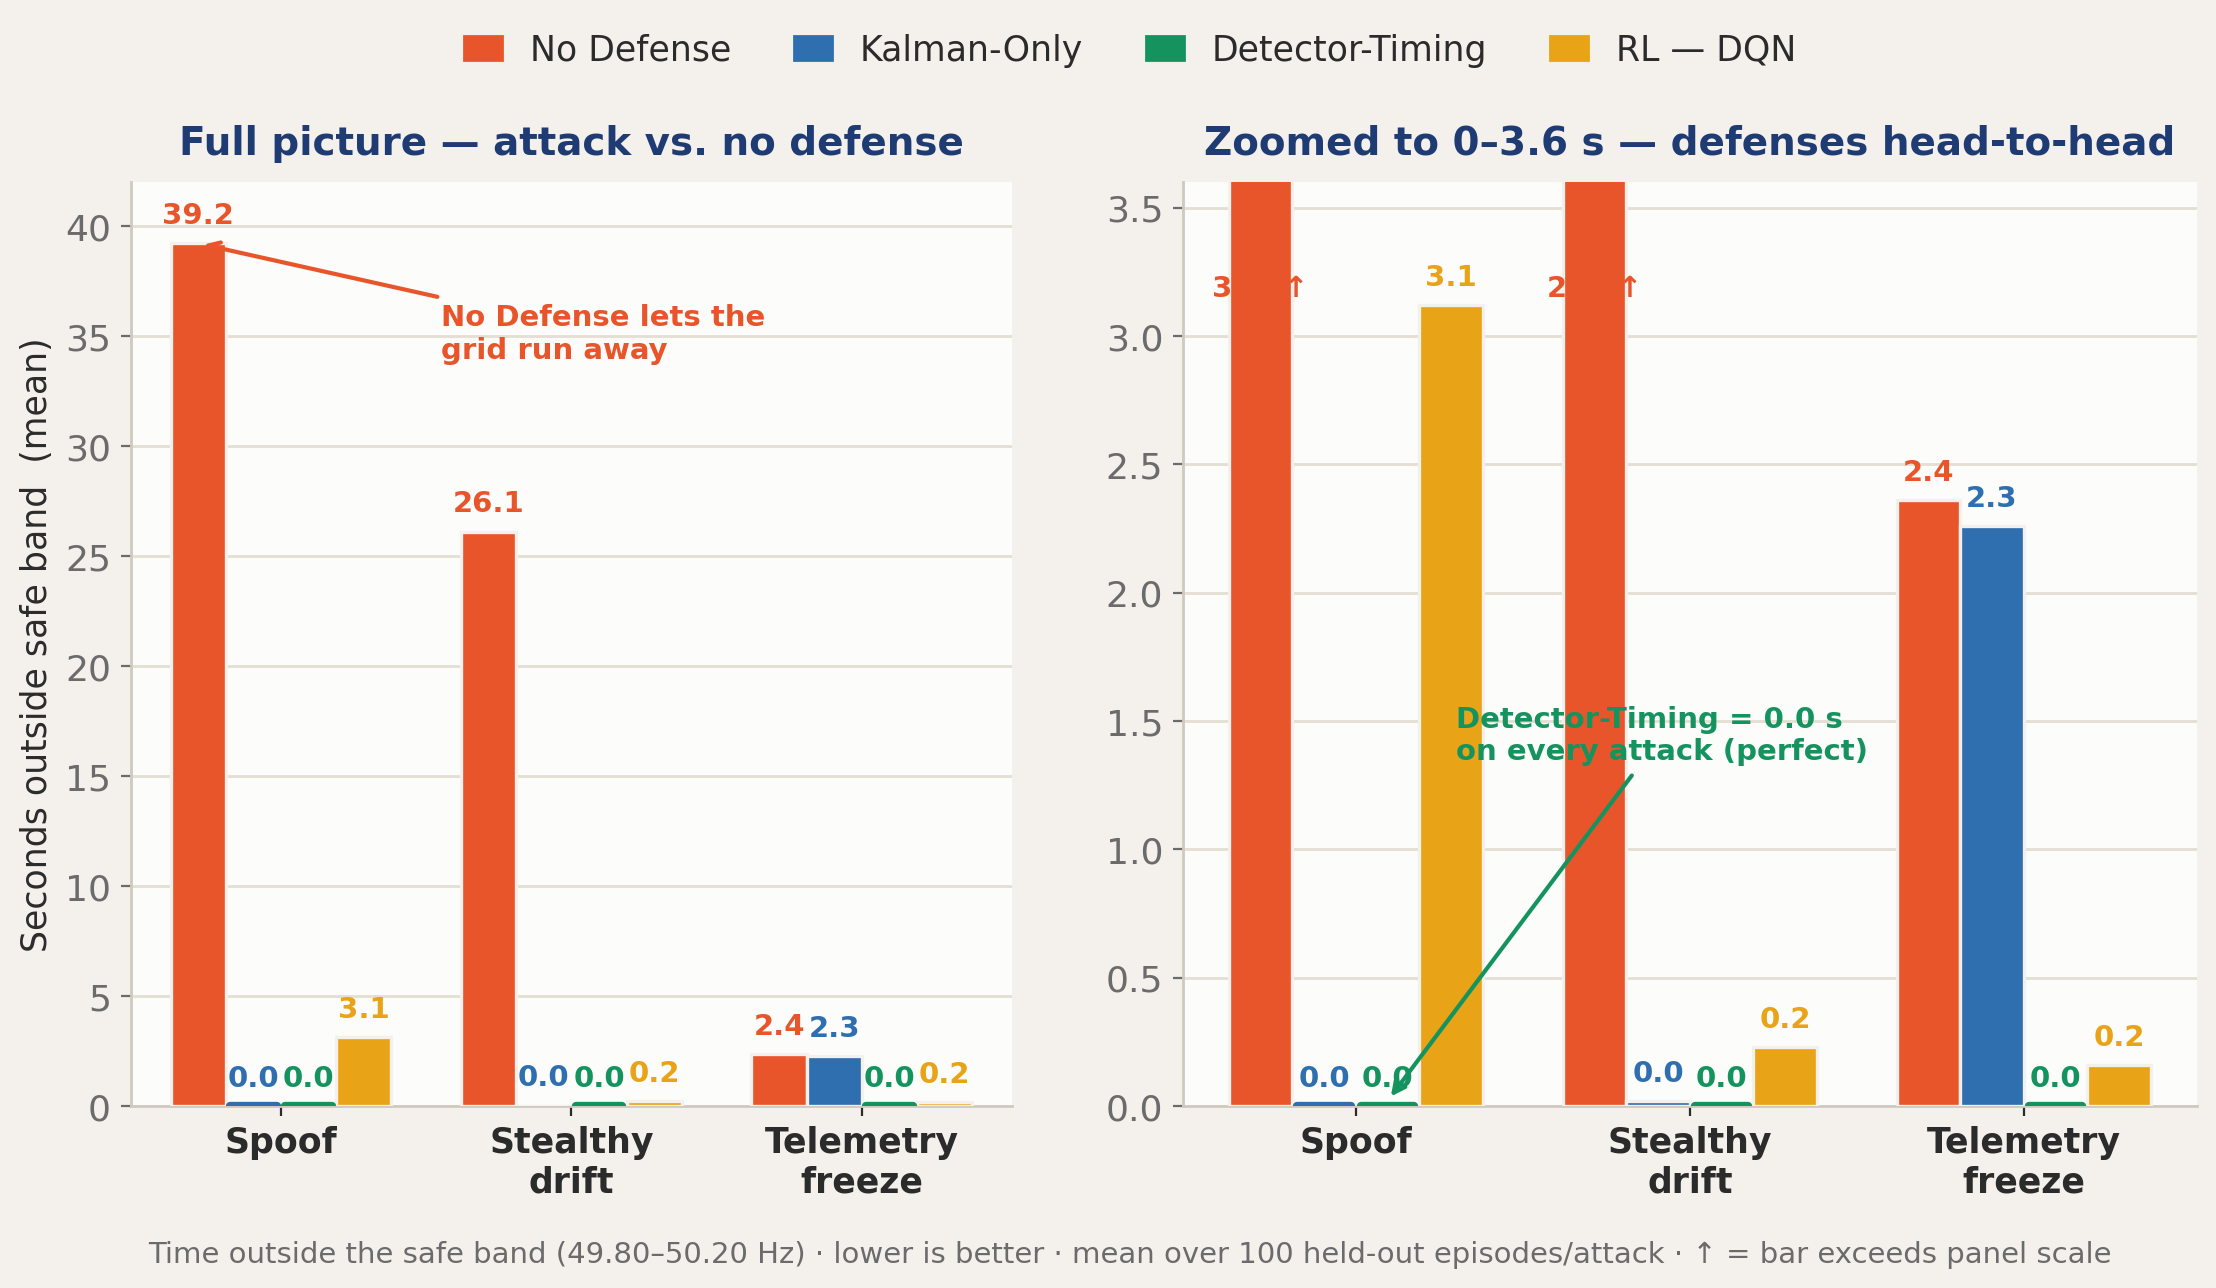 No Defense
Kalman-Only
Detector-Timing
RL — DQN
Full picture — attack vs. no defense
Seconds outside safe band (mean)
40
35
30
25
20
15
10
5
0
39.2
No Defense lets the
grid run away
26.1
0.0
0.0
3.1
0.0
0.0
0.2
2.4
2.3
0.0
0.2
Spoof
Stealthy
drift
Telemetry
freeze
Zoomed to 0–3.6 s — defenses head-to-head
3.5
3.0
2.5
2.0
1.5
1.0
0.5
0.0
↑
3.1
↑
2.4
2.3
Detector-Timing = 0.0 s
on every attack (perfect)
0.0
0.0
0.0
0.0
0.2
0.0
0.2
Spoof
Stealthy
drift
Telemetry
freeze
Time outside the safe band (49.80–50.20 Hz) · lower is better · mean over 100 held-out episodes/attack · ↑ = bar exceeds panel scale